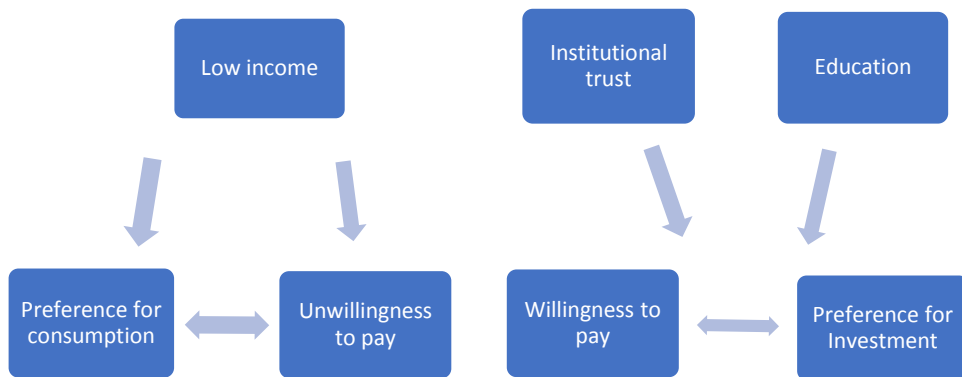 Low income
Institutional
trust
Education
Preference for
consumption
Unwillingness
to pay
Willingness to
pay
Preference for
Investment